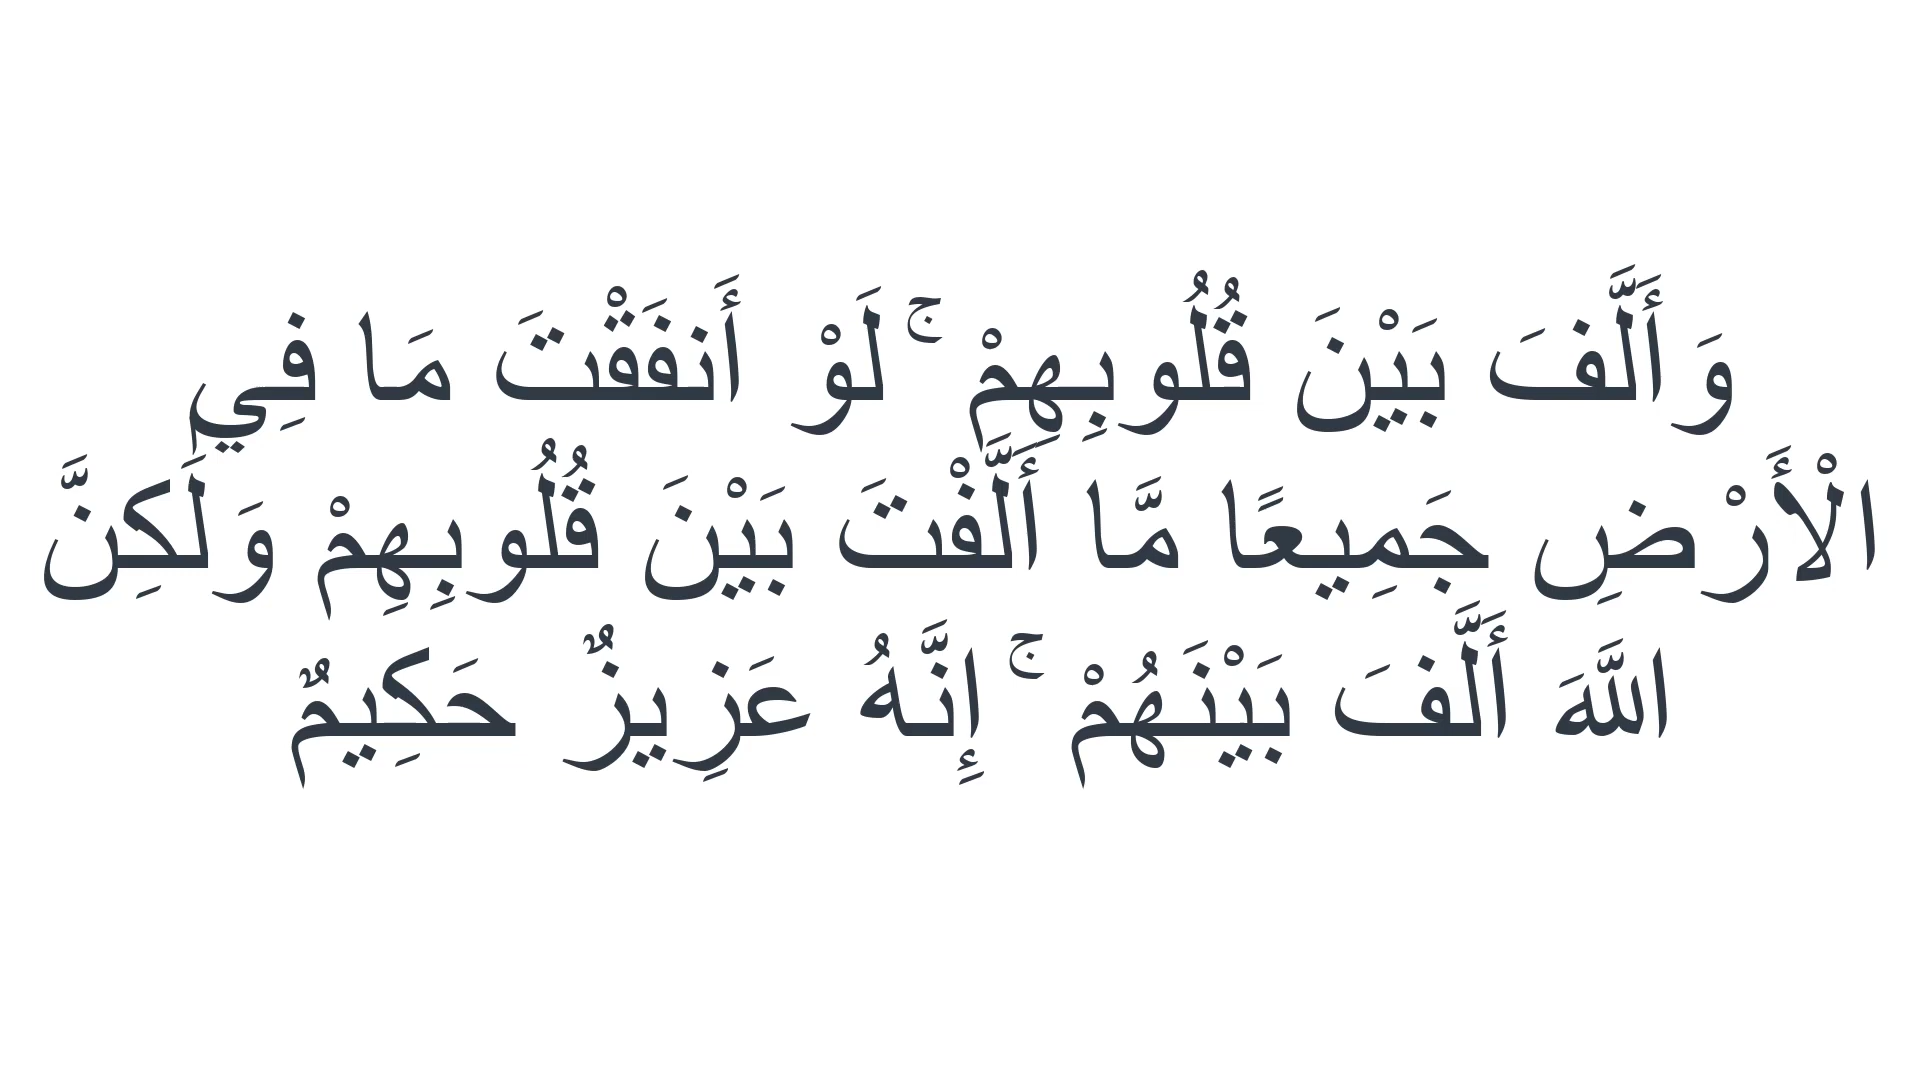 وَأَلَّفَ بَيْنَ قُلُوبِهِمْ ۚ لَوْ أَنفَقْتَ مَا فِي
الْأَرْضِ جَمِيعًا مَّا أَلَّفْتَ بَيْنَ قُلُوبِهِمْ وَلَٰكِنَّ
اللَّهَ أَلَّفَ بَيْنَهُمْ ۚ إِنَّهُ عَزِيزٌ حَكِيمٌ